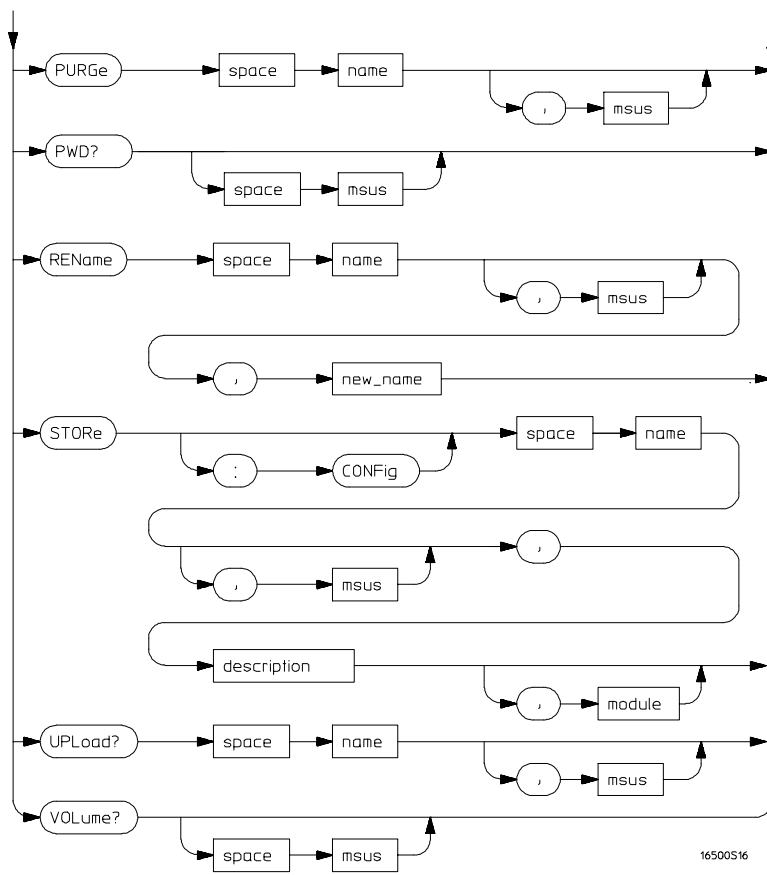 PURGe space name , msus
PWD? space msus
REName space name , msus
, new_name
STORe : CONFig space name
, msus ,
description , module
UPLoad? space name , msus
VOLume? space msus
16500S16